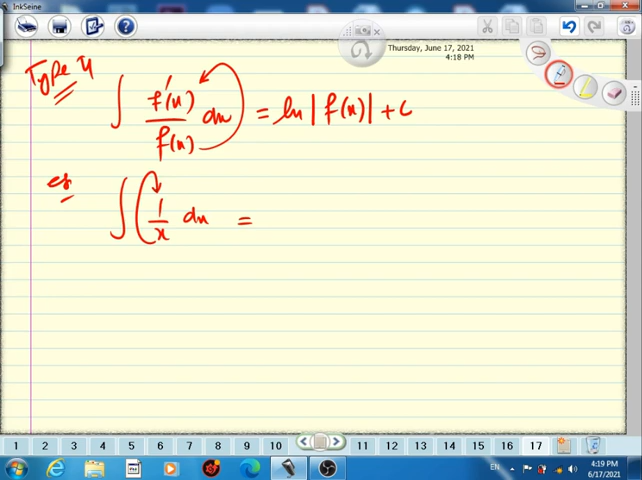 InkSeine
Thursday, June 17, 2021
4:18 PM
Type 4
∫ f'(x)/f(x) dx = ln |f(x)| + c
eg
∫ 1/x dx =
1 2 3 4 5 6 7 8 9 10 11 12 13 14 15 16 17
EN
4:19 PM
6/17/2021